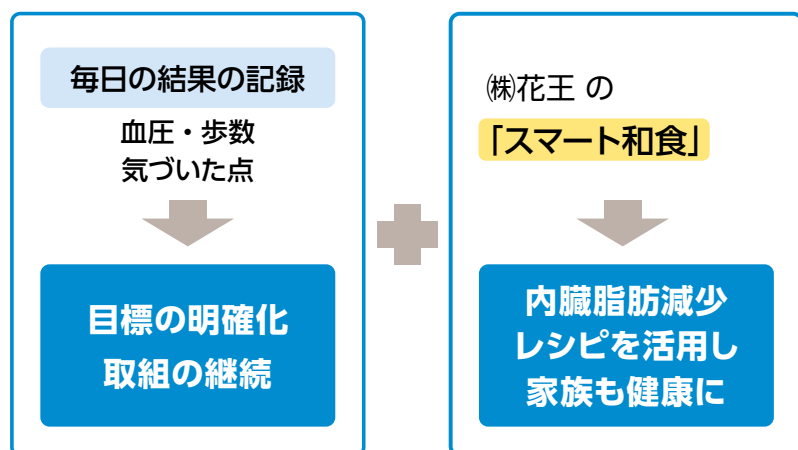 毎日の結果の記録
血圧・歩数
気づいた点
目標の明確化
取組の継続
㈱花王 の
「スマート和食」
内臓脂肪減少
レシピを活用し
家族も健康に